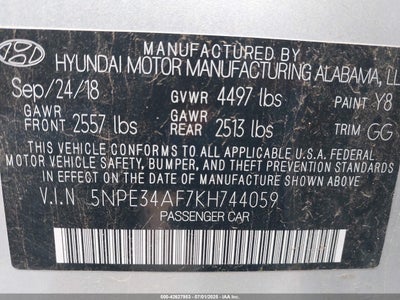 MANUFACTURED BY
HYUNDAI MOTOR MANUFACTURING ALABAMA, LL
Sep/24/18 GVWR 4497 lbs PAINT Y8
GAWR FRONT 2557 lbs GAWR REAR 2513 lbs TRIM GG
THIS VEHICLE CONFORMS TO ALL APPLICABLE U.S.A FEDERAL
MOTOR VEHICLE SAFETY, BUMPER, AND THEFT PREVENTION
STANDARDS IN EFFECT ON THE DATE OF MANUFACTURE
V.I.N 5NPE34AF7KH744059
PASSENGER CAR